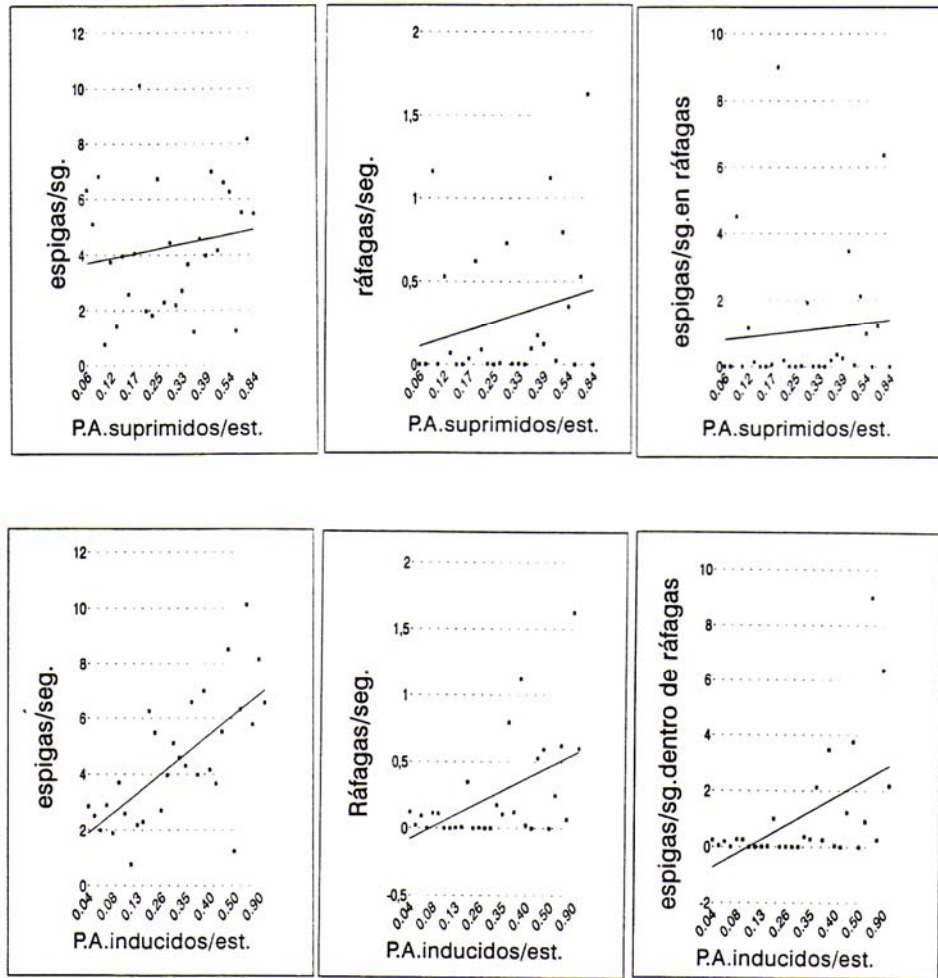 espigas/sg.
12
10
8
6
4
2
0
0.06 0.12 0.17 0.25 0.33 0.39 0.54 0.84
P.A.suprimidos/est.
ráfagas/seg.
2
1,5
1
0,5
0
0.06 0.12 0.17 0.25 0.33 0.39 0.54 0.84
P.A.suprimidos/est.
espigas/sg.en ráfagas
10
8
6
4
2
0
0.06 0.12 0.17 0.25 0.33 0.39 0.54 0.84
P.A.suprimidos/est.
espigas/seg.
12
10
8
6
4
2
0
0.04 0.08 0.13 0.26 0.35 0.40 0.50 0.90
P.A.inducidos/est.
Ráfagas/seg.
2
1,5
1
0,5
0
-0,5
0.04 0.08 0.13 0.26 0.35 0.40 0.50 0.90
P.A.inducidos/est.
espigas/sg.dentro de ráfagas
10
8
6
4
2
0
-2
0.04 0.08 0.13 0.26 0.35 0.40 0.50 0.90
P.A.inducidos/est.